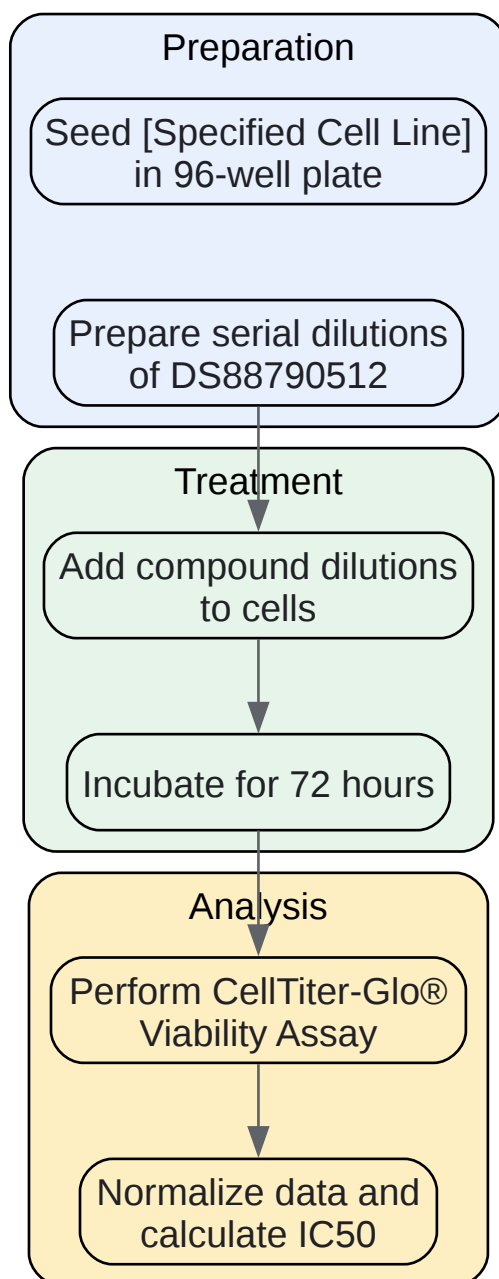 Preparation
Seed [Specified Cell Line]
in 96-well plate
Prepare serial dilutions
of DS88790512
Treatment
Add compound dilutions
to cells
Incubate for 72 hours
Analysis
Perform CellTiter-Glo®
Viability Assay
Normalize data and
calculate IC50